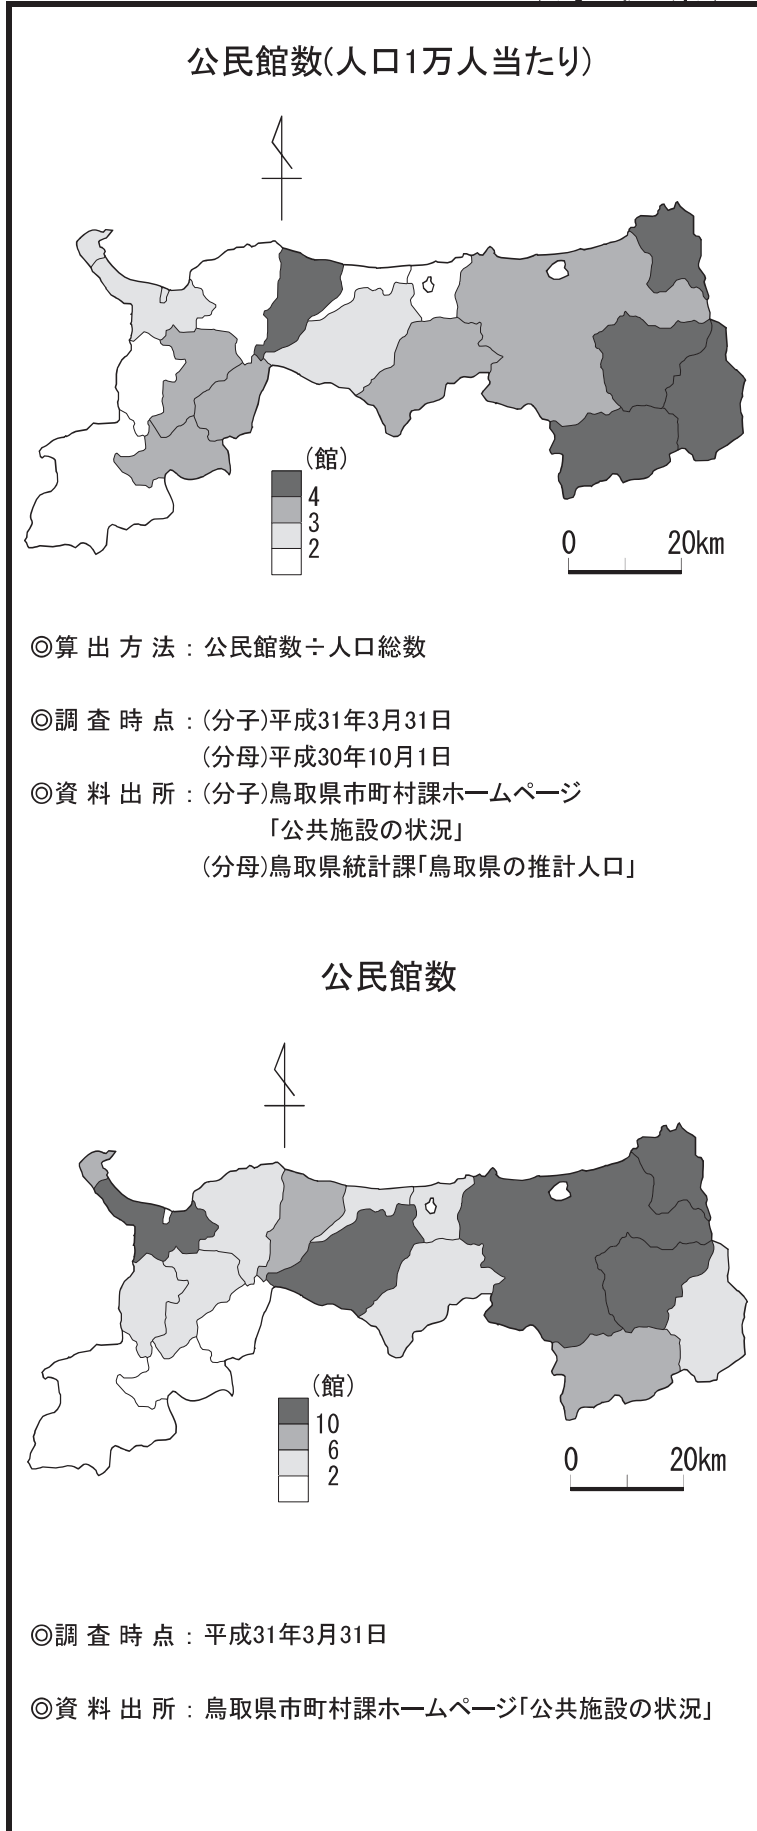 公民館数(人口1万人当たり)
(館)
4
3
2
0 20km
◎算出方法：公民館数÷人口総数
◎調査時点：(分子)平成31年3月31日
(分母)平成30年10月1日
◎資料出所：(分子)鳥取県市町村課ホームページ
「公共施設の状況」
(分母)鳥取県統計課「鳥取県の推計人口」
公民館数
(館)
10
6
2
0 20km
◎調査時点：平成31年3月31日
◎資料出所：鳥取県市町村課ホームページ「公共施設の状況」